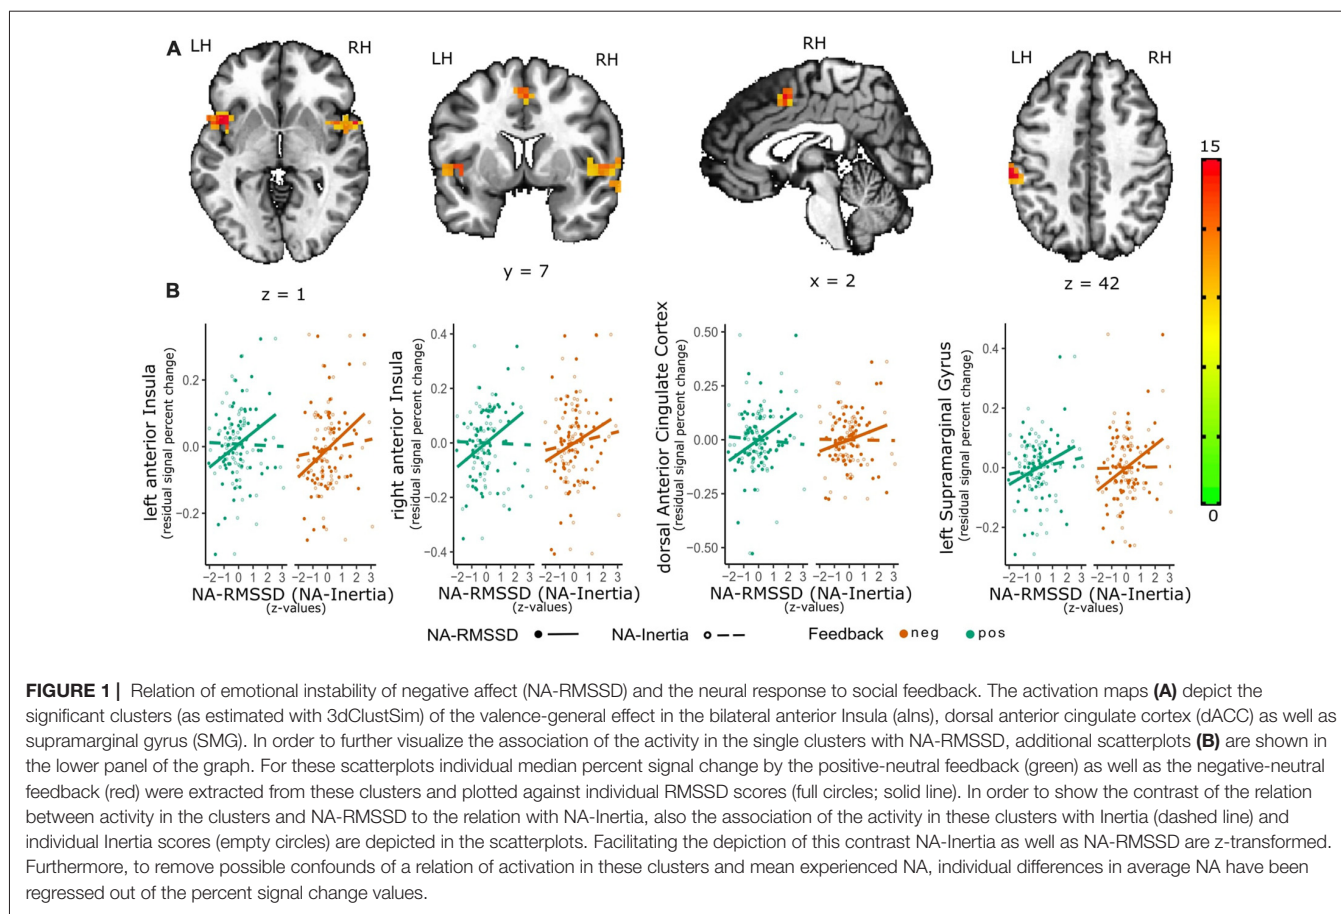 A
LH
RH
LH
RH
RH
LH
RH
15
0
z = 1
y = 7
x = 2
z = 42
B
left anterior Insula
(residual signal percent change)
0.2
0.0
−0.2
−2 −1 0 1 2 3
−2 −1 0 1 2 3
NA-RMSSD (NA-Inertia)
(z-values)
right anterior Insula
(residual signal percent change)
0.4
0.2
0.0
−0.2
−0.4
−2 −1 0 1 2 3
−2 −1 0 1 2 3
NA-RMSSD (NA-Inertia)
(z-values)
dorsal Anterior Cingulate Cortex
(residual signal percent change)
0.50
0.25
0.00
−0.25
−0.50
−2 −1 0 1 2 3
−2 −1 0 1 2 3
NA-RMSSD (NA-Inertia)
(z-values)
left Supramarginal Gyrus
(residual signal percent change)
0.4
0.2
0.0
−0.2
−2 −1 0 1 2 3
−2 −1 0 1 2 3
NA-RMSSD (NA-Inertia)
(z-values)
NA-RMSSD NA-Inertia Feedback neg pos
FIGURE 1 | Relation of emotional instability of negative affect (NA-RMSSD) and the neural response to social feedback. The activation maps (A) depict the
significant clusters (as estimated with 3dClustSim) of the valence-general effect in the bilateral anterior Insula (aIns), dorsal anterior cingulate cortex (dACC) as well as
supramarginal gyrus (SMG). In order to further visualize the association of the activity in the single clusters with NA-RMSSD, additional scatterplots (B) are shown in
the lower panel of the graph. For these scatterplots individual median percent signal change by the positive-neutral feedback (green) as well as the negative-neutral
feedback (red) were extracted from these clusters and plotted against individual RMSSD scores (full circles; solid line). In order to show the contrast of the relation
between activity in the clusters and NA-RMSSD to the relation with NA-Inertia, also the association of the activity in these clusters with Inertia (dashed line) and
individual Inertia scores (empty circles) are depicted in the scatterplots. Facilitating the depiction of this contrast NA-Inertia as well as NA-RMSSD are z-transformed.
Furthermore, to remove possible confounds of a relation of activation in these clusters and mean experienced NA, individual differences in average NA have been
regressed out of the percent signal change values.